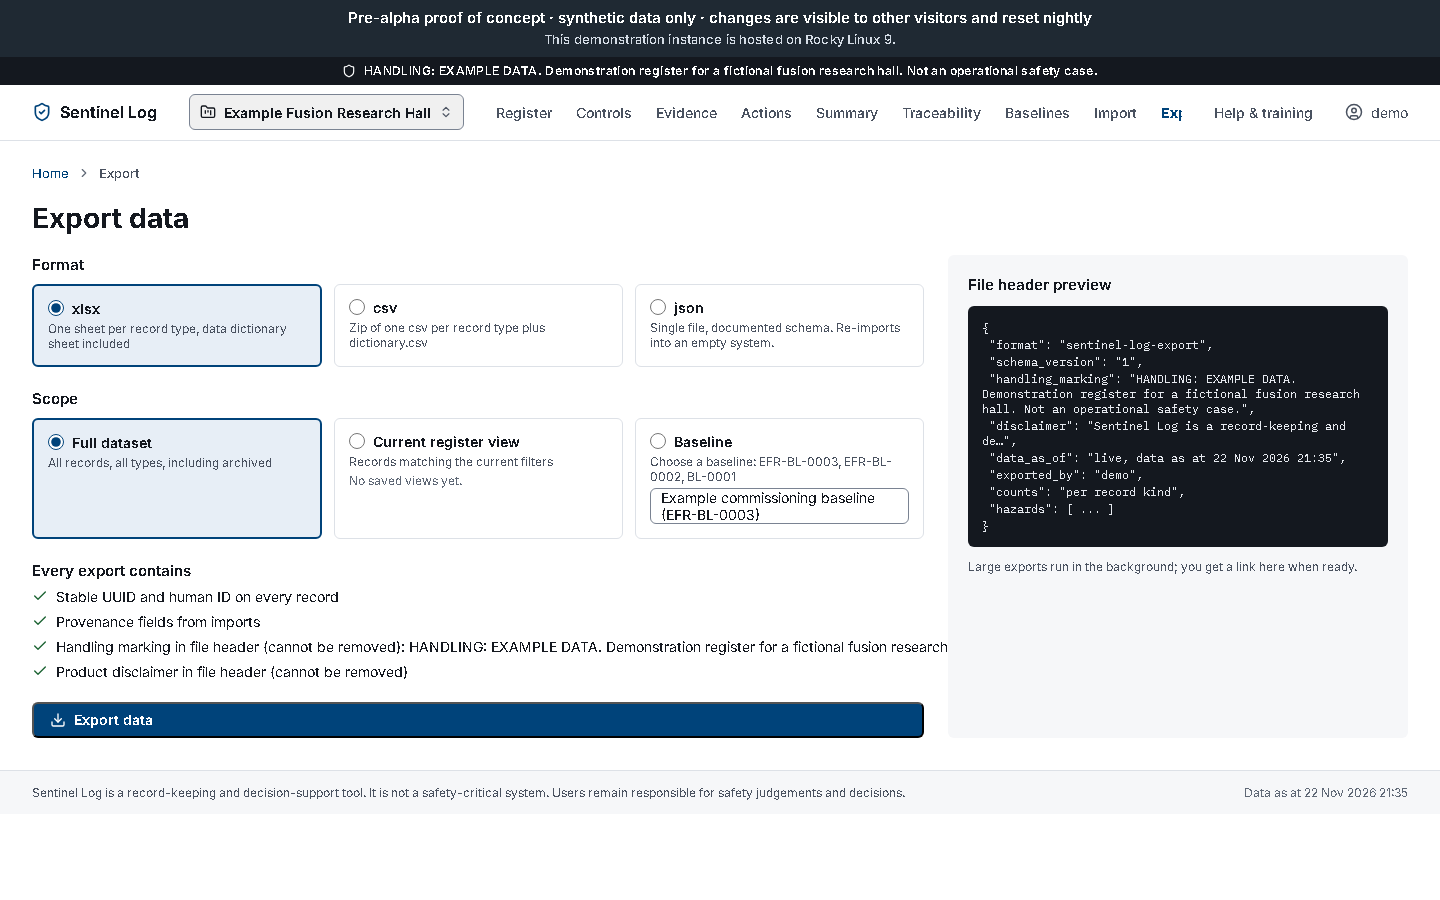 Pre-alpha proof of concept · synthetic data only · changes are visible to other visitors and reset nightly
This demonstration instance is hosted on Rocky Linux 9.
HANDLING: EXAMPLE DATA. Demonstration register for a fictional fusion research hall. Not an operational safety case.
Sentinel Log
Example Fusion Research Hall
Register Controls Evidence Actions Summary Traceability Baselines Import Exp Help & training demo
Home > Export
Export data
Format
xlsx
One sheet per record type, data dictionary
sheet included
csv
Zip of one csv per record type plus
dictionary.csv
json
Single file, documented schema. Re-imports
into an empty system.
Scope
Full dataset
All records, all types, including archived
Current register view
Records matching the current filters
No saved views yet.
Baseline
Choose a baseline: EFR-BL-0003, EFR-BL-
0002, BL-0001
Example commissioning baseline
(EFR-BL-0003)
Every export contains
Stable UUID and human ID on every record
Provenance fields from imports
Handling marking in file header (cannot be removed): HANDLING: EXAMPLE DATA. Demonstration register for a fictional fusion research
Product disclaimer in file header (cannot be removed)
Export data
File header preview
{
"format": "sentinel-log-export",
"schema_version": "1",
"handling_marking": "HANDLING: EXAMPLE DATA.
Demonstration register for a fictional fusion research
hall. Not an operational safety case.",
"disclaimer": "Sentinel Log is a record-keeping and
de…",
"data_as_of": "live, data as at 22 Nov 2026 21:35",
"exported_by": "demo",
"counts": "per record kind",
"hazards": [ ... ]
}
Large exports run in the background; you get a link here when ready.
Sentinel Log is a record-keeping and decision-support tool. It is not a safety-critical system. Users remain responsible for safety judgements and decisions.
Data as at 22 Nov 2026 21:35